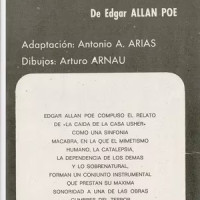 De Edgar ALLAN POE
Adaptación: Antonio A. ARIAS
Dibujos: Arturo ARNAU
EDGAR ALLAN POE COMPUSO EL RELATO
DE «LA CAIDA DE LA CASA USHER»
COMO UNA SINFONIA
MACABRA, EN LA QUE EL MIMETISMO
HUMANO, LA CATALEPSIA,
LA DEPENDENCIA DE LOS DEMAS
Y LO SOBRENATURAL,
FORMAN UN CONJUNTO INSTRUMENTAL
QUE PRESTAN SU MAXIMA
SONORIDAD A UNA DE LAS OBRAS
CUMBRES DEL TERROR